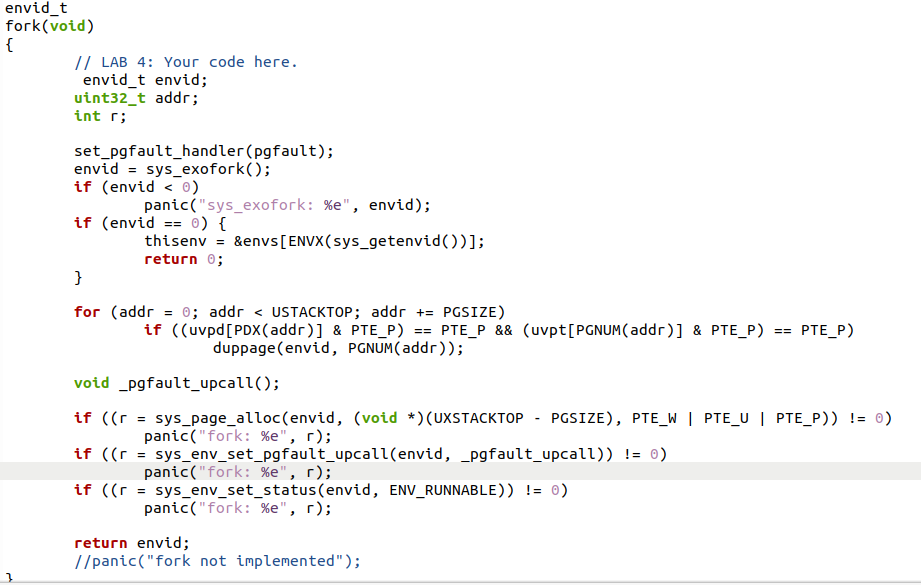 envid_t
fork(void)
{
        // LAB 4: Your code here.
         envid_t envid;
        uint32_t addr;
        int r;

        set_pgfault_handler(pgfault);
        envid = sys_exofork();
        if (envid < 0)
                panic("sys_exofork: %e", envid);
        if (envid == 0) {
                thisenv = &envs[ENVX(sys_getenvid())];
                return 0;
        }

        for (addr = 0; addr < USTACKTOP; addr += PGSIZE)
                if ((uvpd[PDX(addr)] & PTE_P) == PTE_P && (uvpt[PGNUM(addr)] & PTE_P) == PTE_P)
                        duppage(envid, PGNUM(addr));

        void _pgfault_upcall();

        if ((r = sys_page_alloc(envid, (void *)(UXSTACKTOP - PGSIZE), PTE_W | PTE_U | PTE_P)) != 0)
                panic("fork: %e", r);
        if ((r = sys_env_set_pgfault_upcall(envid, _pgfault_upcall)) != 0)
                panic("fork: %e", r);
        if ((r = sys_env_set_status(envid, ENV_RUNNABLE)) != 0)
                panic("fork: %e", r);

        return envid;
        //panic("fork not implemented");
}